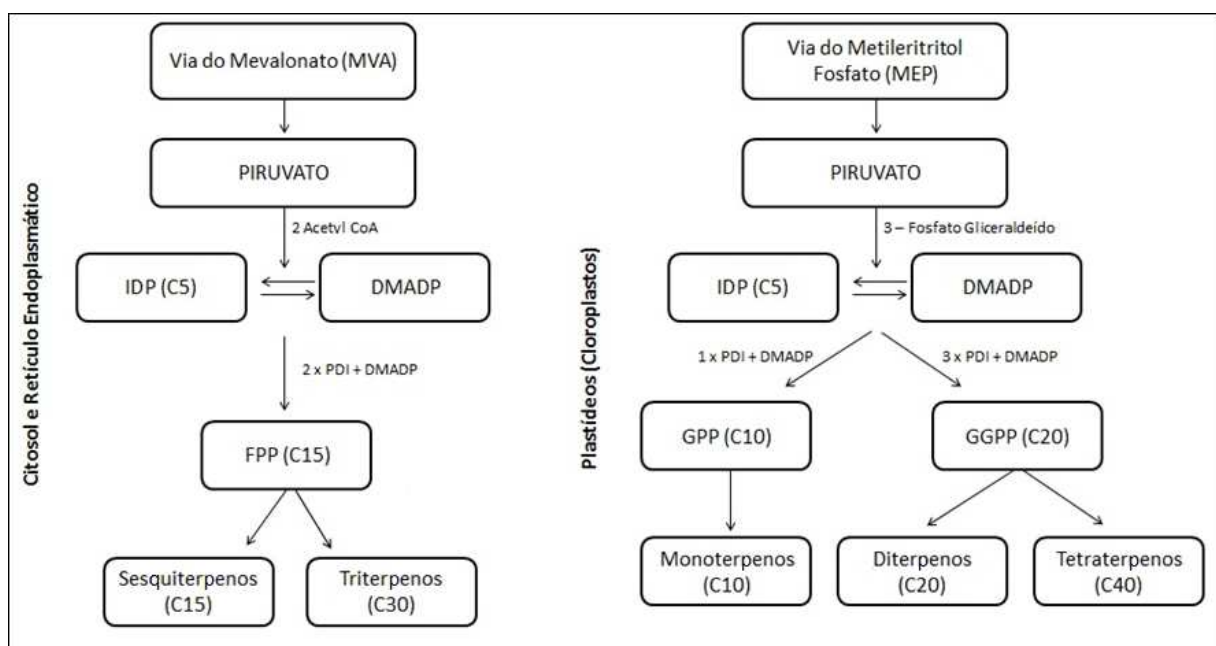 Citosol e Retículo Endoplasmático
Via do Mevalonato (MVA)
PIRUVATO
2 Acetyl CoA
IDP (C5)
DMADP
2 x PDI + DMADP
FPP (C15)
Sesquiterpenos
(C15)
Triterpenos
(C30)
Plastídeos (Cloroplastos)
Via do Metileritritol
Fosfato (MEP)
PIRUVATO
3 – Fosfato Gliceraldeído
IDP (C5)
DMADP
1 x PDI + DMADP
3 x PDI + DMADP
GPP (C10)
GGPP (C20)
Monoterpenos
(C10)
Diterpenos
(C20)
Tetraterpenos
(C40)